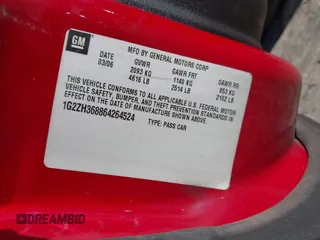 GM
MFD BY GENERAL MOTORS CORP
DATE GVWR GAWR FRT GAWR RR
03/06 2093 KG 1140 KG 953 KG
4616 LB 2514 LB 2102 LB
THIS VEHICLE CONFORMS TO ALL APPLICABLE U.S. FEDERAL MOTOR
VEHICLE SAFETY, BUMPER, AND THEFT PREVENTION STANDARDS IN
EFFECT ON THE DATE OF MANUFACTURE SHOWN ABOVE.
1G2ZH368864264524
TYPE: PASS CAR
DREAMBID